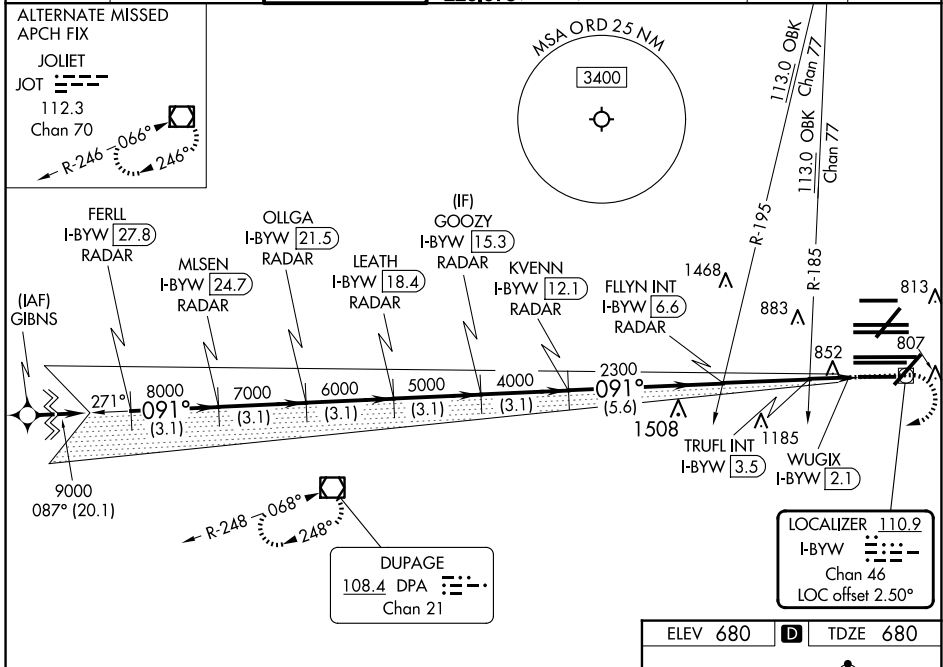 ALTERNATE MISSED
APCH FIX
JOLIET
JOT
112.3
Chan 70
R-246
066°
246°
MSA ORD 25 NM
3400
113.0 OBK
Chan 77
113.0 OBK
Chan 77
R-195
R-185
FERLL
I-BYW 27.8
RADAR
MLSEN
I-BYW 24.7
RADAR
OLLGA
I-BYW 21.5
RADAR
LEATH
I-BYW 18.4
RADAR
(IF)
GOOZY
I-BYW 15.3
RADAR
KVENN
I-BYW 12.1
RADAR
FLLYN INT
I-BYW 6.6
RADAR
1468
883
813
807
852
(IAF)
GIBNS
271°
8000
091°
(3.1)
7000
(3.1)
6000
(3.1)
5000
(3.1)
4000
(3.1)
2300
091°
(5.6)
1508
1185
TRUFL INT
I-BYW 3.5
WUGIX
I-BYW 2.1
9000
087° (20.1)
R-248
068°
248°
DUPAGE
108.4 DPA
Chan 21
LOCALIZER 110.9
I-BYW
Chan 46
LOC offset 2.50°
ELEV 680 D TDZE 680